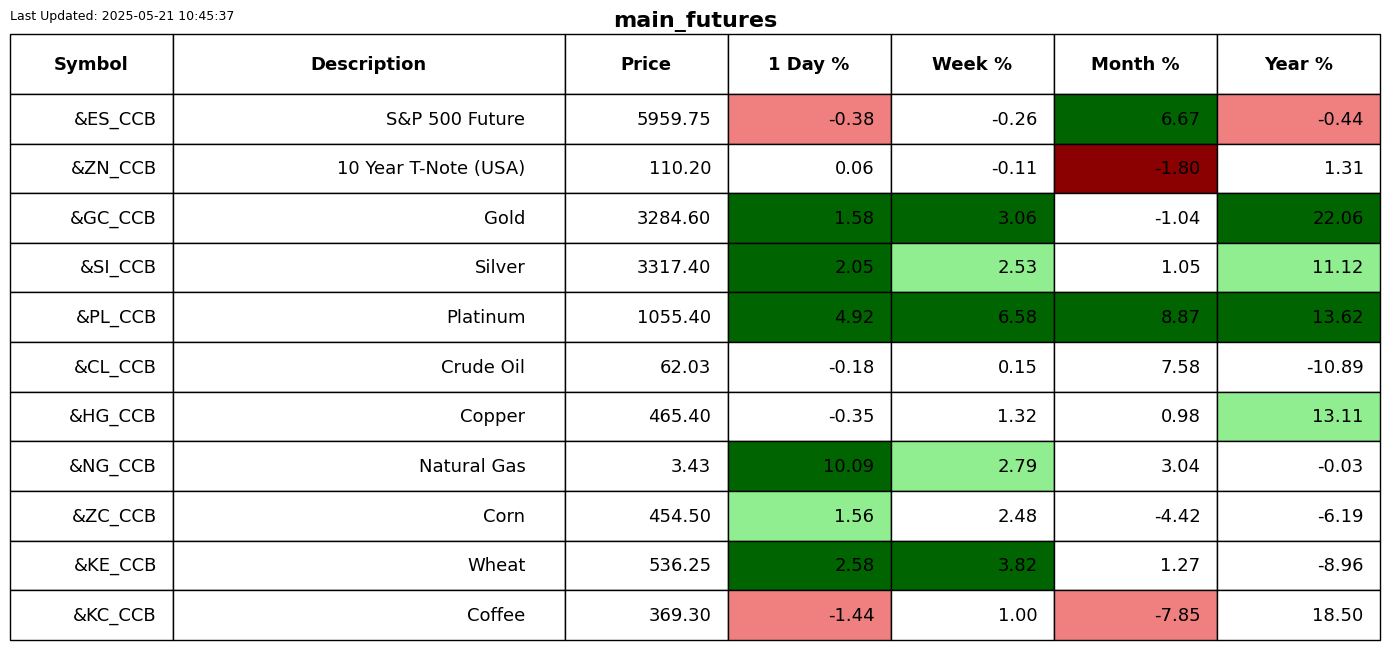 Last Updated: 2025-05-21 10:45:37
main_futures
Symbol Description Price 1 Day % Week % Month % Year %
&ES_CCB S&P 500 Future 5959.75 -0.38 -0.26 6.67 -0.44
&ZN_CCB 10 Year T-Note (USA) 110.20 0.06 -0.11 -1.80 1.31
&GC_CCB Gold 3284.60 1.58 3.06 -1.04 22.06
&SI_CCB Silver 3317.40 2.05 2.53 1.05 11.12
&PL_CCB Platinum 1055.40 4.92 6.58 8.87 13.62
&CL_CCB Crude Oil 62.03 -0.18 0.15 7.58 -10.89
&HG_CCB Copper 465.40 -0.35 1.32 0.98 13.11
&NG_CCB Natural Gas 3.43 10.09 2.79 3.04 -0.03
&ZC_CCB Corn 454.50 1.56 2.48 -4.42 -6.19
&KE_CCB Wheat 536.25 2.58 3.82 1.27 -8.96
&KC_CCB Coffee 369.30 -1.44 1.00 -7.85 18.50